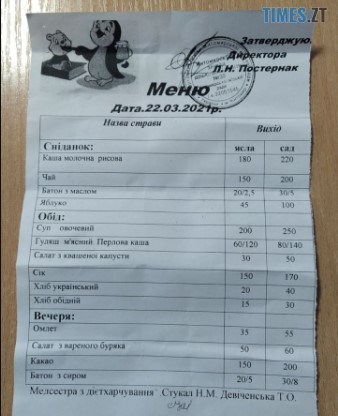 TIMES.ZT
Затверджую.
Директора
Л.Н. Постернак
Меню
Дата.22.03.2021р.
Назва страви Вихід
Сніданок: ясла сад
Каша молочна рисова 180 220
Чай 150 200
Батон з маслом 20/2,5 30/5
Яблуко 45 100
Обід:
Суп овочевий 200 250
Гуляш м'ясний Перлова каша 60/120 80/140
Салат з квашеної капусти 30 50
Сік 150 170
Хліб український 20 40
Хліб обідній 15 30
Вечеря:
Омлет 35 55
Салат з вареного буряка 50 60
Какао 150 200
Батон з сиром 20/5 30/8
Медсестра з дієтхарчування .Стукал Н.М. Девіченська Т.О.